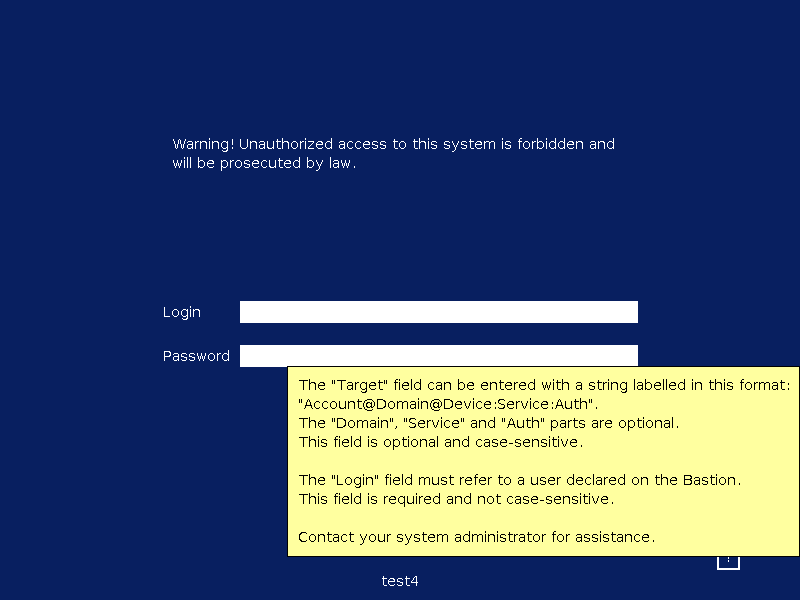 Warning! Unauthorized access to this system is forbidden and
will be prosecuted by law.
Login
Password
The "Target" field can be entered with a string labelled in this format:
"Account@Domain@Device:Service:Auth".
The "Domain", "Service" and "Auth" parts are optional.
This field is optional and case-sensitive.
The "Login" field must refer to a user declared on the Bastion.
This field is required and not case-sensitive.
Contact your system administrator for assistance.
test4